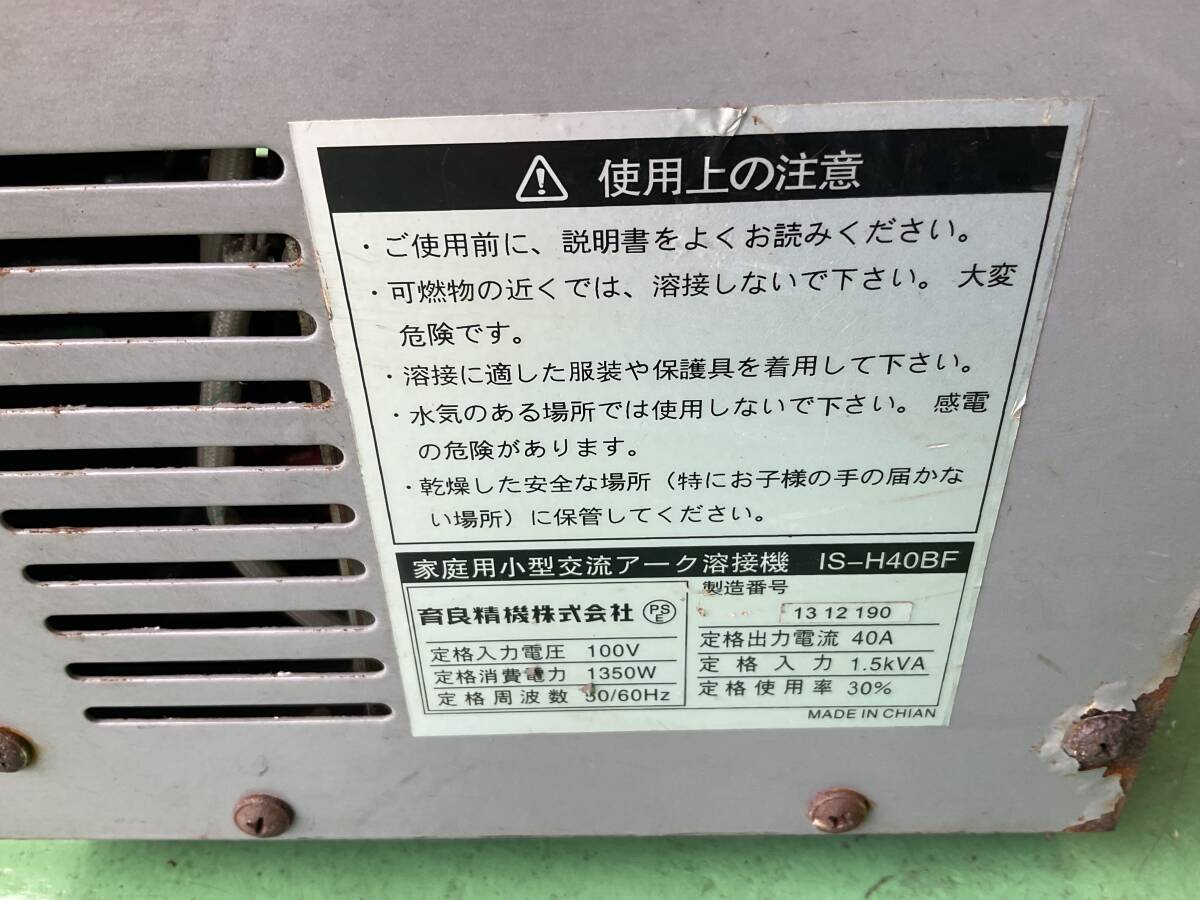 使用上の注意
・ご使用前に、説明書をよくお読みください。
・可燃物の近くでは、溶接しないで下さい。大変
危険です。
・溶接に適した服装や保護具を着用して下さい。
・水気のある場所では使用しないで下さい。感電
の危険があります。
・乾燥した安全な場所（特にお子様の手の届かな
い場所）に保管してください。
家庭用小型交流アーク溶接機 IS-H40BF
育良精機株式会社 PSE
定格入力電圧 100V
定格消費電力 1350W
定格周波数 50/60Hz
製造番号
13 12 190
定格出力電流 40A
定格入力 1.5kVA
定格使用率 30%
MADE IN CHIAN